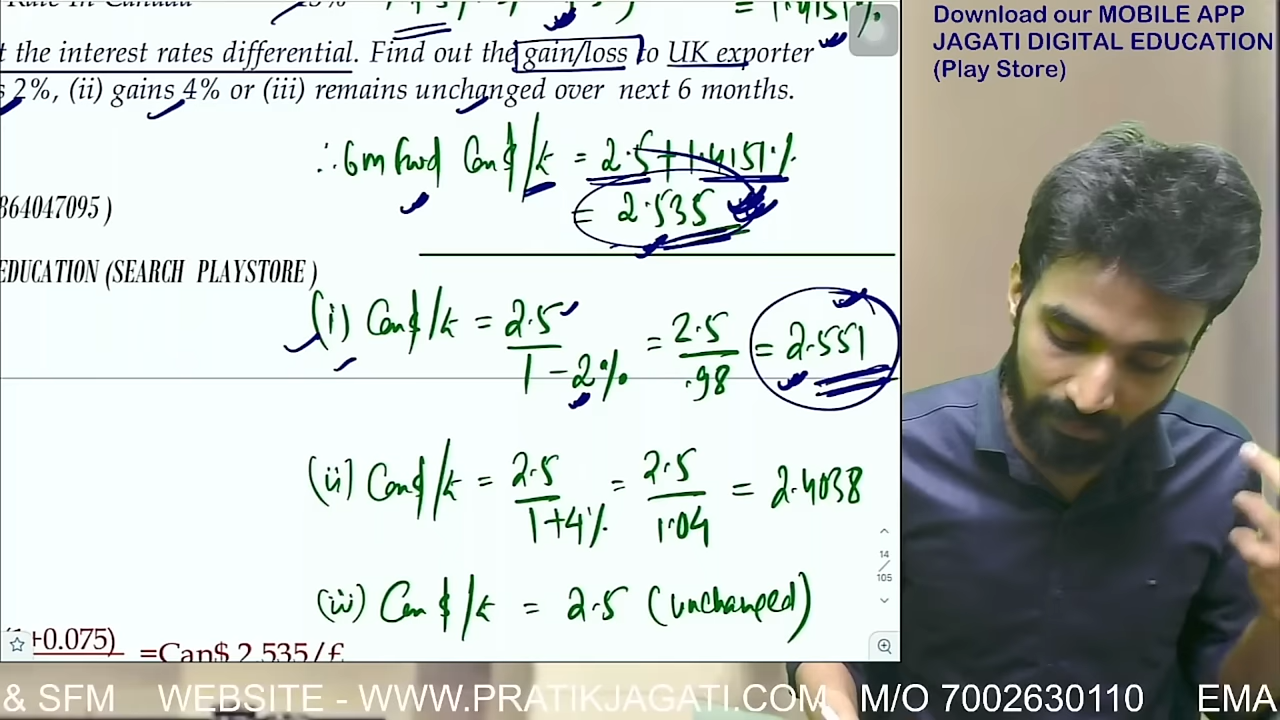 Rate in Canada 15% = 1.4151%
t the interest rates differential. Find out the gain/loss to UK exporter
s 2%, (ii) gains 4% or (iii) remains unchanged over next 6 months.
∴ 6m Fwd Can$/£ = 2.5 + 1.4151%
= 2.535
864047095 )
EDUCATION (SEARCH PLAYSTORE )
(i) Can$/£ = 2.5 / 1 - 2% = 2.5 / .98 = 2.551
(ii) Can$/£ = 2.5 / 1+4% = 2.5 / 1.04 = 2.4038
(iii) Can$/£ = 2.5 (unchanged)
+0.075)
=Can$ 2.535/£
14
/
105
Download our MOBILE APP
JAGATI DIGITAL EDUCATION
(Play Store)
& SFM WEBSITE - WWW.PRATIKJAGATI.COM M/O 7002630110 EMA